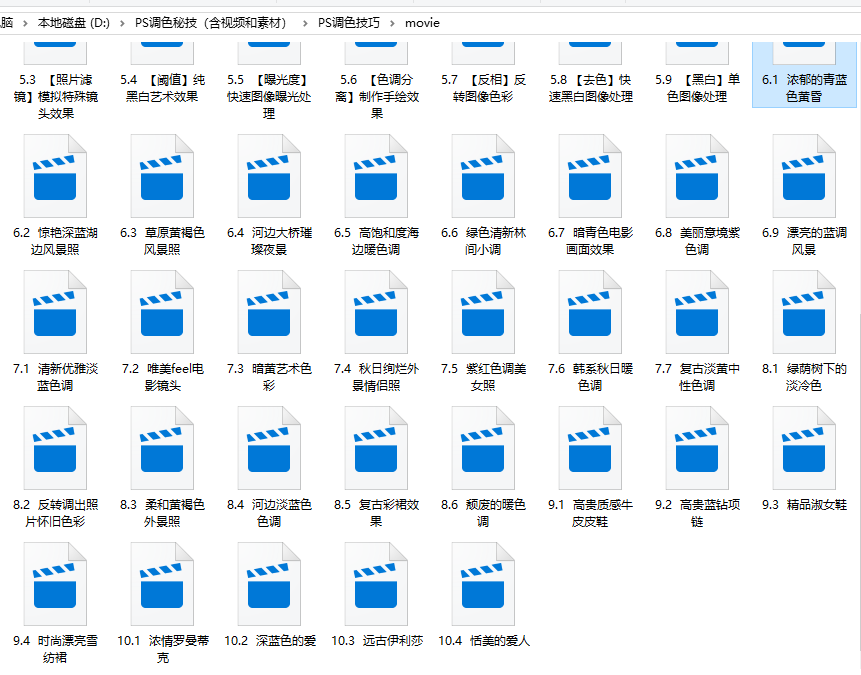 脑 › 本地磁盘 (D:) › PS调色秘技（含视频和素材） › PS调色技巧 › movie
5.3 【照片滤
镜】模拟特殊镜
头效果
5.4 【阈值】纯
黑白艺术效果
5.5 【曝光度】
快速图像曝光处
理
5.6 【色调分
离】制作手绘效
果
5.7 【反相】反
转图像色彩
5.8 【去色】快
速黑白图像处理
5.9 【黑白】单
色图像处理
6.1 浓郁的青蓝
色黄昏
6.2 惊艳深蓝湖
边风景照
6.3 草原黄褐色
风景照
6.4 河边大桥璀
璨夜景
6.5 高饱和度海
边暖色调
6.6 绿色清新林
间小调
6.7 暗青色电影
画面效果
6.8 美丽意境紫
色调
6.9 漂亮的蓝调
风景
7.1 清新优雅淡
蓝色调
7.2 唯美feel电
影镜头
7.3 暗黄艺术色
彩
7.4 秋日绚烂外
景情侣照
7.5 紫红色调美
女照
7.6 韩系秋日暖
色调
7.7 复古淡黄中
性色调
8.1 绿荫树下的
淡冷色
8.2 反转调出照
片怀旧色彩
8.3 柔和黄褐色
外景照
8.4 河边淡蓝色
色调
8.5 复古彩裙效
果
8.6 颓废的暖色
调
9.1 高贵质感牛
皮皮鞋
9.2 高贵蓝钻项
链
9.3 精品淑女鞋
9.4 时尚漂亮雪
纺裙
10.1 浓情罗曼蒂
克
10.2 深蓝色的爱
10.3 远古伊利莎
10.4 恬美的爱人